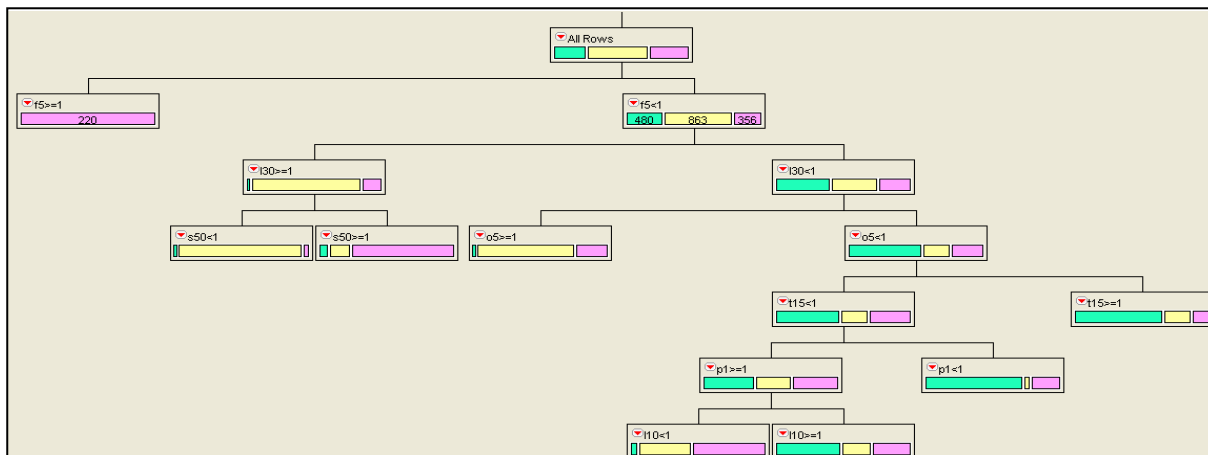 All Rows
f5>=1
220
f5<1
480 863 356
l30>=1
l30<1
s50<1
s50>=1
o5>=1
o5<1
t15<1
t15>=1
p1>=1
p1<1
l10<1
l10>=1